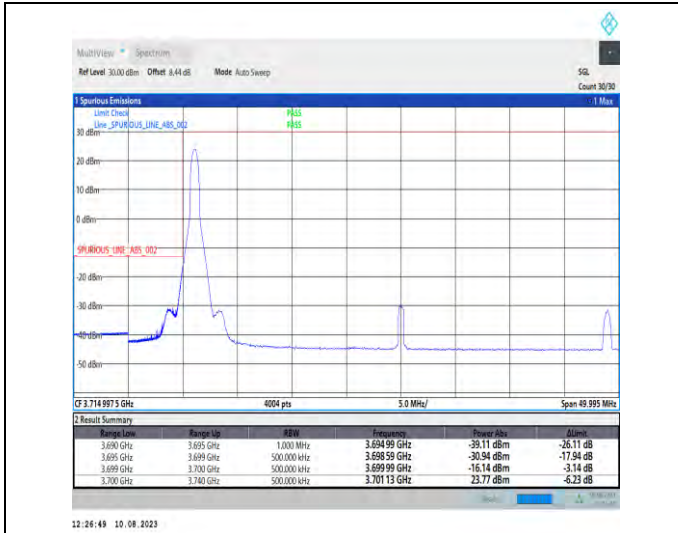 MultiView Spectrum
Ref Level 30.00 dBm Offset 8.44 dB Mode Auto Sweep SGL
Count 30/30
1 Spurious Emissions 1 Max
Limit Check PASS
Line _SPURIOUS_LINE_ABS_002 PASS
30 dBm
20 dBm
10 dBm
0 dBm
SPURIOUS_LINE_ABS_002
-20 dBm
-30 dBm
-40 dBm
-50 dBm
CF 3.714 997 5 GHz 4004 pts 5.0 MHz/ Span 49.995 MHz
2 Result Summary
Range Low Range Up RBW Frequency Power Abs ΔLimit
3.690 GHz 3.695 GHz 1.000 MHz 3.694 99 GHz -39.11 dBm -26.11 dB
3.695 GHz 3.699 GHz 500.000 kHz 3.698 59 GHz -30.94 dBm -17.94 dB
3.699 GHz 3.700 GHz 500.000 kHz 3.699 99 GHz -16.14 dBm -3.14 dB
3.700 GHz 3.740 GHz 500.000 kHz 3.701 13 GHz 23.77 dBm -6.23 dB
12:26:49 10.08.2023